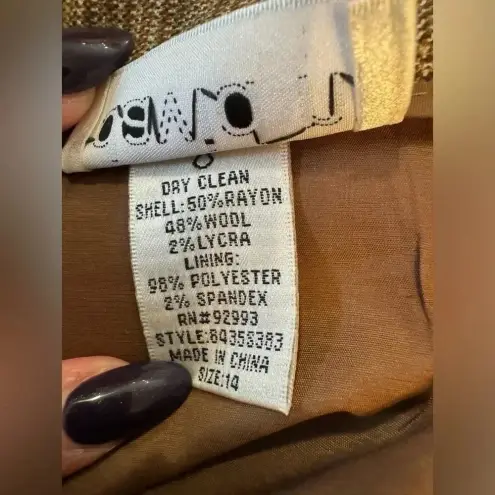 DRY CLEAN
SHELL:50%RAYON
48%WOOL
2%LYCRA
LINING:
98% POLYESTER
2% SPANDEX
RN#92993
STYLE:84358383
MADE IN CHINA
SIZE:14